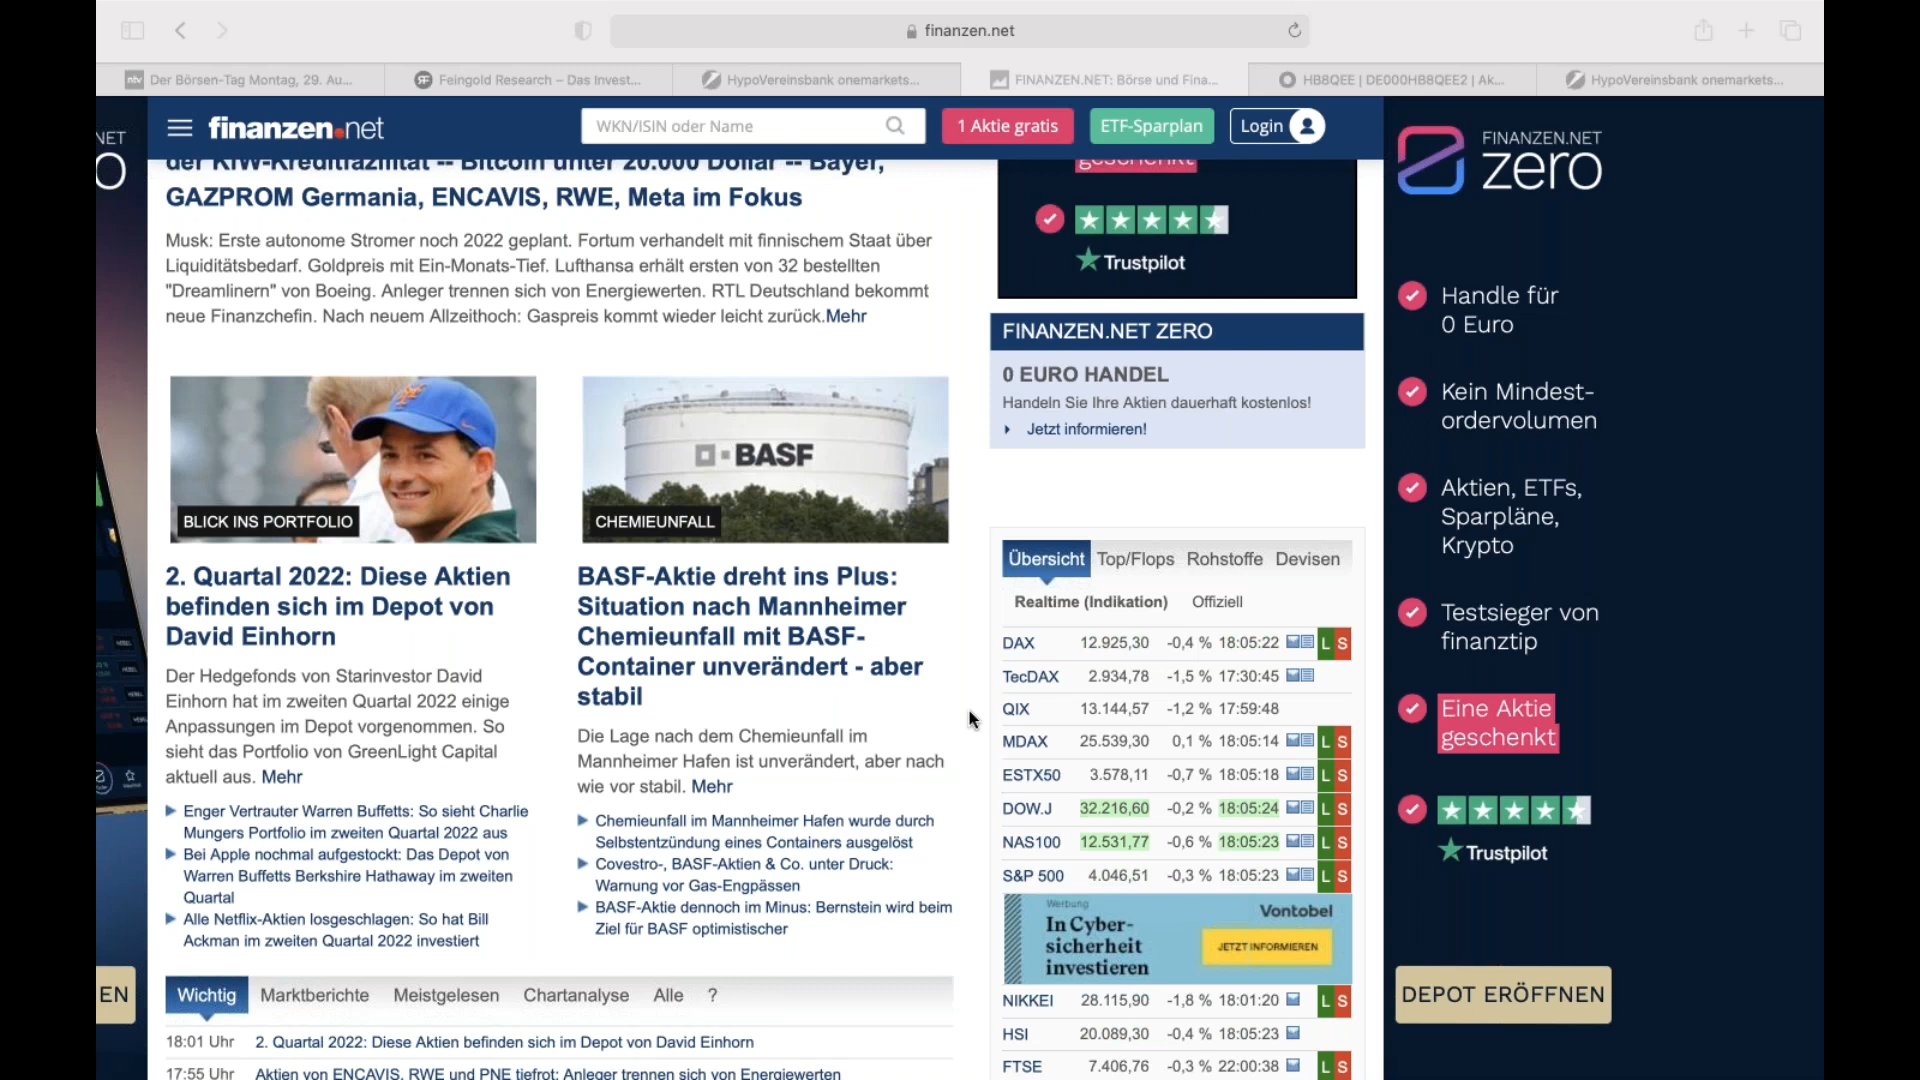 finanzen.net
ntv Der Börsen-Tag Montag, 29. Au...
Feingold Research – Das Invest...
HypoVereinsbank onemarkets...
FINANZEN.NET: Börse und Fina...
HB8QEE | DE000HB8QEE2 | Ak...
HypoVereinsbank onemarkets...
NET
O
finanzen.net
WKN/ISIN oder Name
1 Aktie gratis
ETF-Sparplan
Login
der KfW-Kreditfazilität -- Bitcoin unter 20.000 Dollar -- Bayer,
GAZPROM Germania, ENCAVIS, RWE, Meta im Fokus
Musk: Erste autonome Stromer noch 2022 geplant. Fortum verhandelt mit finnischem Staat über
Liquiditätsbedarf. Goldpreis mit Ein-Monats-Tief. Lufthansa erhält ersten von 32 bestellten
"Dreamlinern" von Boeing. Anleger trennen sich von Energiewerten. RTL Deutschland bekommt
neue Finanzchefin. Nach neuem Allzeithoch: Gaspreis kommt wieder leicht zurück.Mehr
BLICK INS PORTFOLIO
2. Quartal 2022: Diese Aktien
befinden sich im Depot von
David Einhorn
Der Hedgefonds von Starinvestor David
Einhorn hat im zweiten Quartal 2022 einige
Anpassungen im Depot vorgenommen. So
sieht das Portfolio von GreenLight Capital
aktuell aus. Mehr
Enger Vertrauter Warren Buffetts: So sieht Charlie
Mungers Portfolio im zweiten Quartal 2022 aus
Bei Apple nochmal aufgestockt: Das Depot von
Warren Buffetts Berkshire Hathaway im zweiten
Quartal
Alle Netflix-Aktien losgeschlagen: So hat Bill
Ackman im zweiten Quartal 2022 investiert
BASF
CHEMIEUNFALL
BASF-Aktie dreht ins Plus:
Situation nach Mannheimer
Chemieunfall mit BASF-
Container unverändert - aber
stabil
Die Lage nach dem Chemieunfall im
Mannheimer Hafen ist unverändert, aber nach
wie vor stabil. Mehr
Chemieunfall im Mannheimer Hafen wurde durch
Selbstentzündung eines Containers ausgelöst
Covestro-, BASF-Aktien & Co. unter Druck:
Warnung vor Gas-Engpässen
BASF-Aktie dennoch im Minus: Bernstein wird beim
Ziel für BASF optimistischer
Wichtig Marktberichte Meistgelesen Chartanalyse Alle ?
18:01 Uhr 2. Quartal 2022: Diese Aktien befinden sich im Depot von David Einhorn
17:55 Uhr Aktien von ENCAVIS, RWE und PNE tiefrot: Anleger trennen sich von Energiewerten
EN
geschenkt
Trustpilot
FINANZEN.NET ZERO
0 EURO HANDEL
Handeln Sie Ihre Aktien dauerhaft kostenlos!
Jetzt informieren!
Übersicht Top/Flops Rohstoffe Devisen
Realtime (Indikation) Offiziell
DAX 12.925,30 -0,4 % 18:05:22 L S
TecDAX 2.934,78 -1,5 % 17:30:45
QIX 13.144,57 -1,2 % 17:59:48
MDAX 25.539,30 0,1 % 18:05:14 L S
ESTX50 3.578,11 -0,7 % 18:05:18 L S
DOW.J 32.216,60 -0,2 % 18:05:24 L S
NAS100 12.531,77 -0,6 % 18:05:23 L S
S&P 500 4.046,51 -0,3 % 18:05:23 L S
Werbung
Vontobel
In Cyber-
sicherheit
investieren
JETZT INFORMIEREN
NIKKEI 28.115,90 -1,8 % 18:01:20 L S
HSI 20.089,30 -0,4 % 18:05:23
FTSE 7.406,76 -0,3 % 22:00:38 L S
FINANZEN.NET
zero
Handle für
0 Euro
Kein Mindest-
ordervolumen
Aktien, ETFs,
Sparpläne,
Krypto
Testsieger von
finanztip
Eine Aktie
geschenkt
Trustpilot
DEPOT ERÖFFNEN